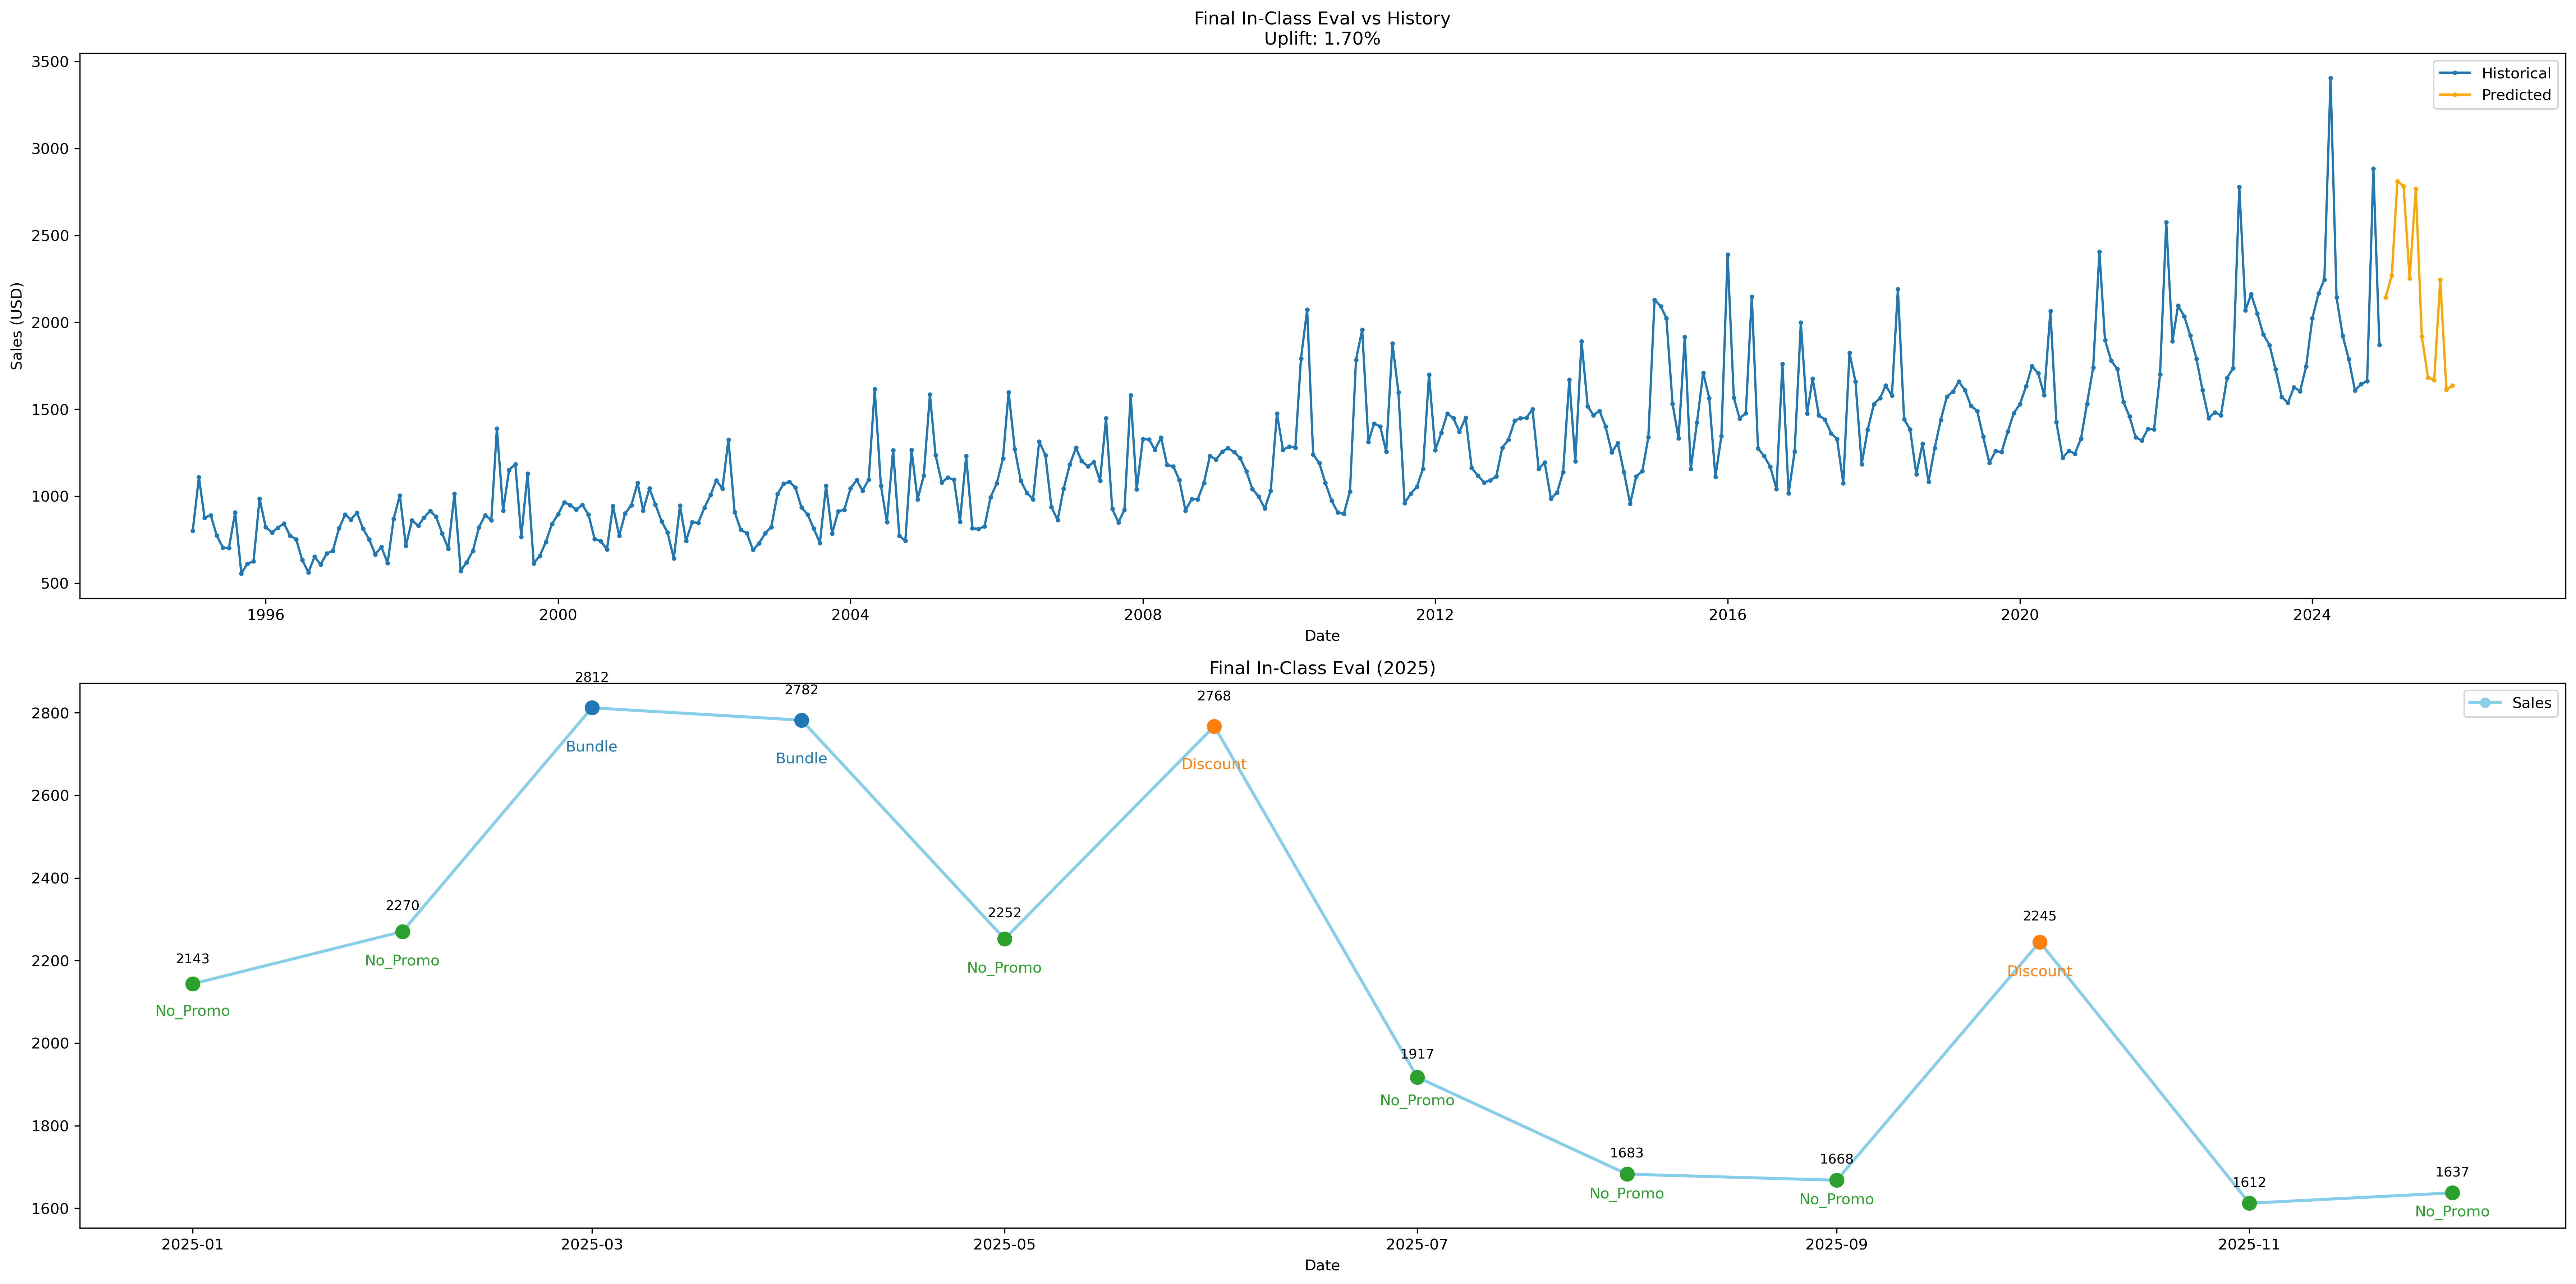 Final In-Class Eval vs History
Uplift: 1.70%
Historical
Predicted
3500
3000
2500
2000
1500
1000
500
Sales (USD)
1996
2000
2004
2008
2012
2016
2020
2024
Date
Final In-Class Eval (2025)
Sales
2800
2600
2400
2200
2000
1800
1600
2143
No_Promo
2270
No_Promo
2812
Bundle
2782
Bundle
2252
No_Promo
2768
Discount
1917
No_Promo
1683
No_Promo
1668
No_Promo
2245
Discount
1612
1637
No_Promo
2025-01
2025-03
2025-05
2025-07
2025-09
2025-11
Date